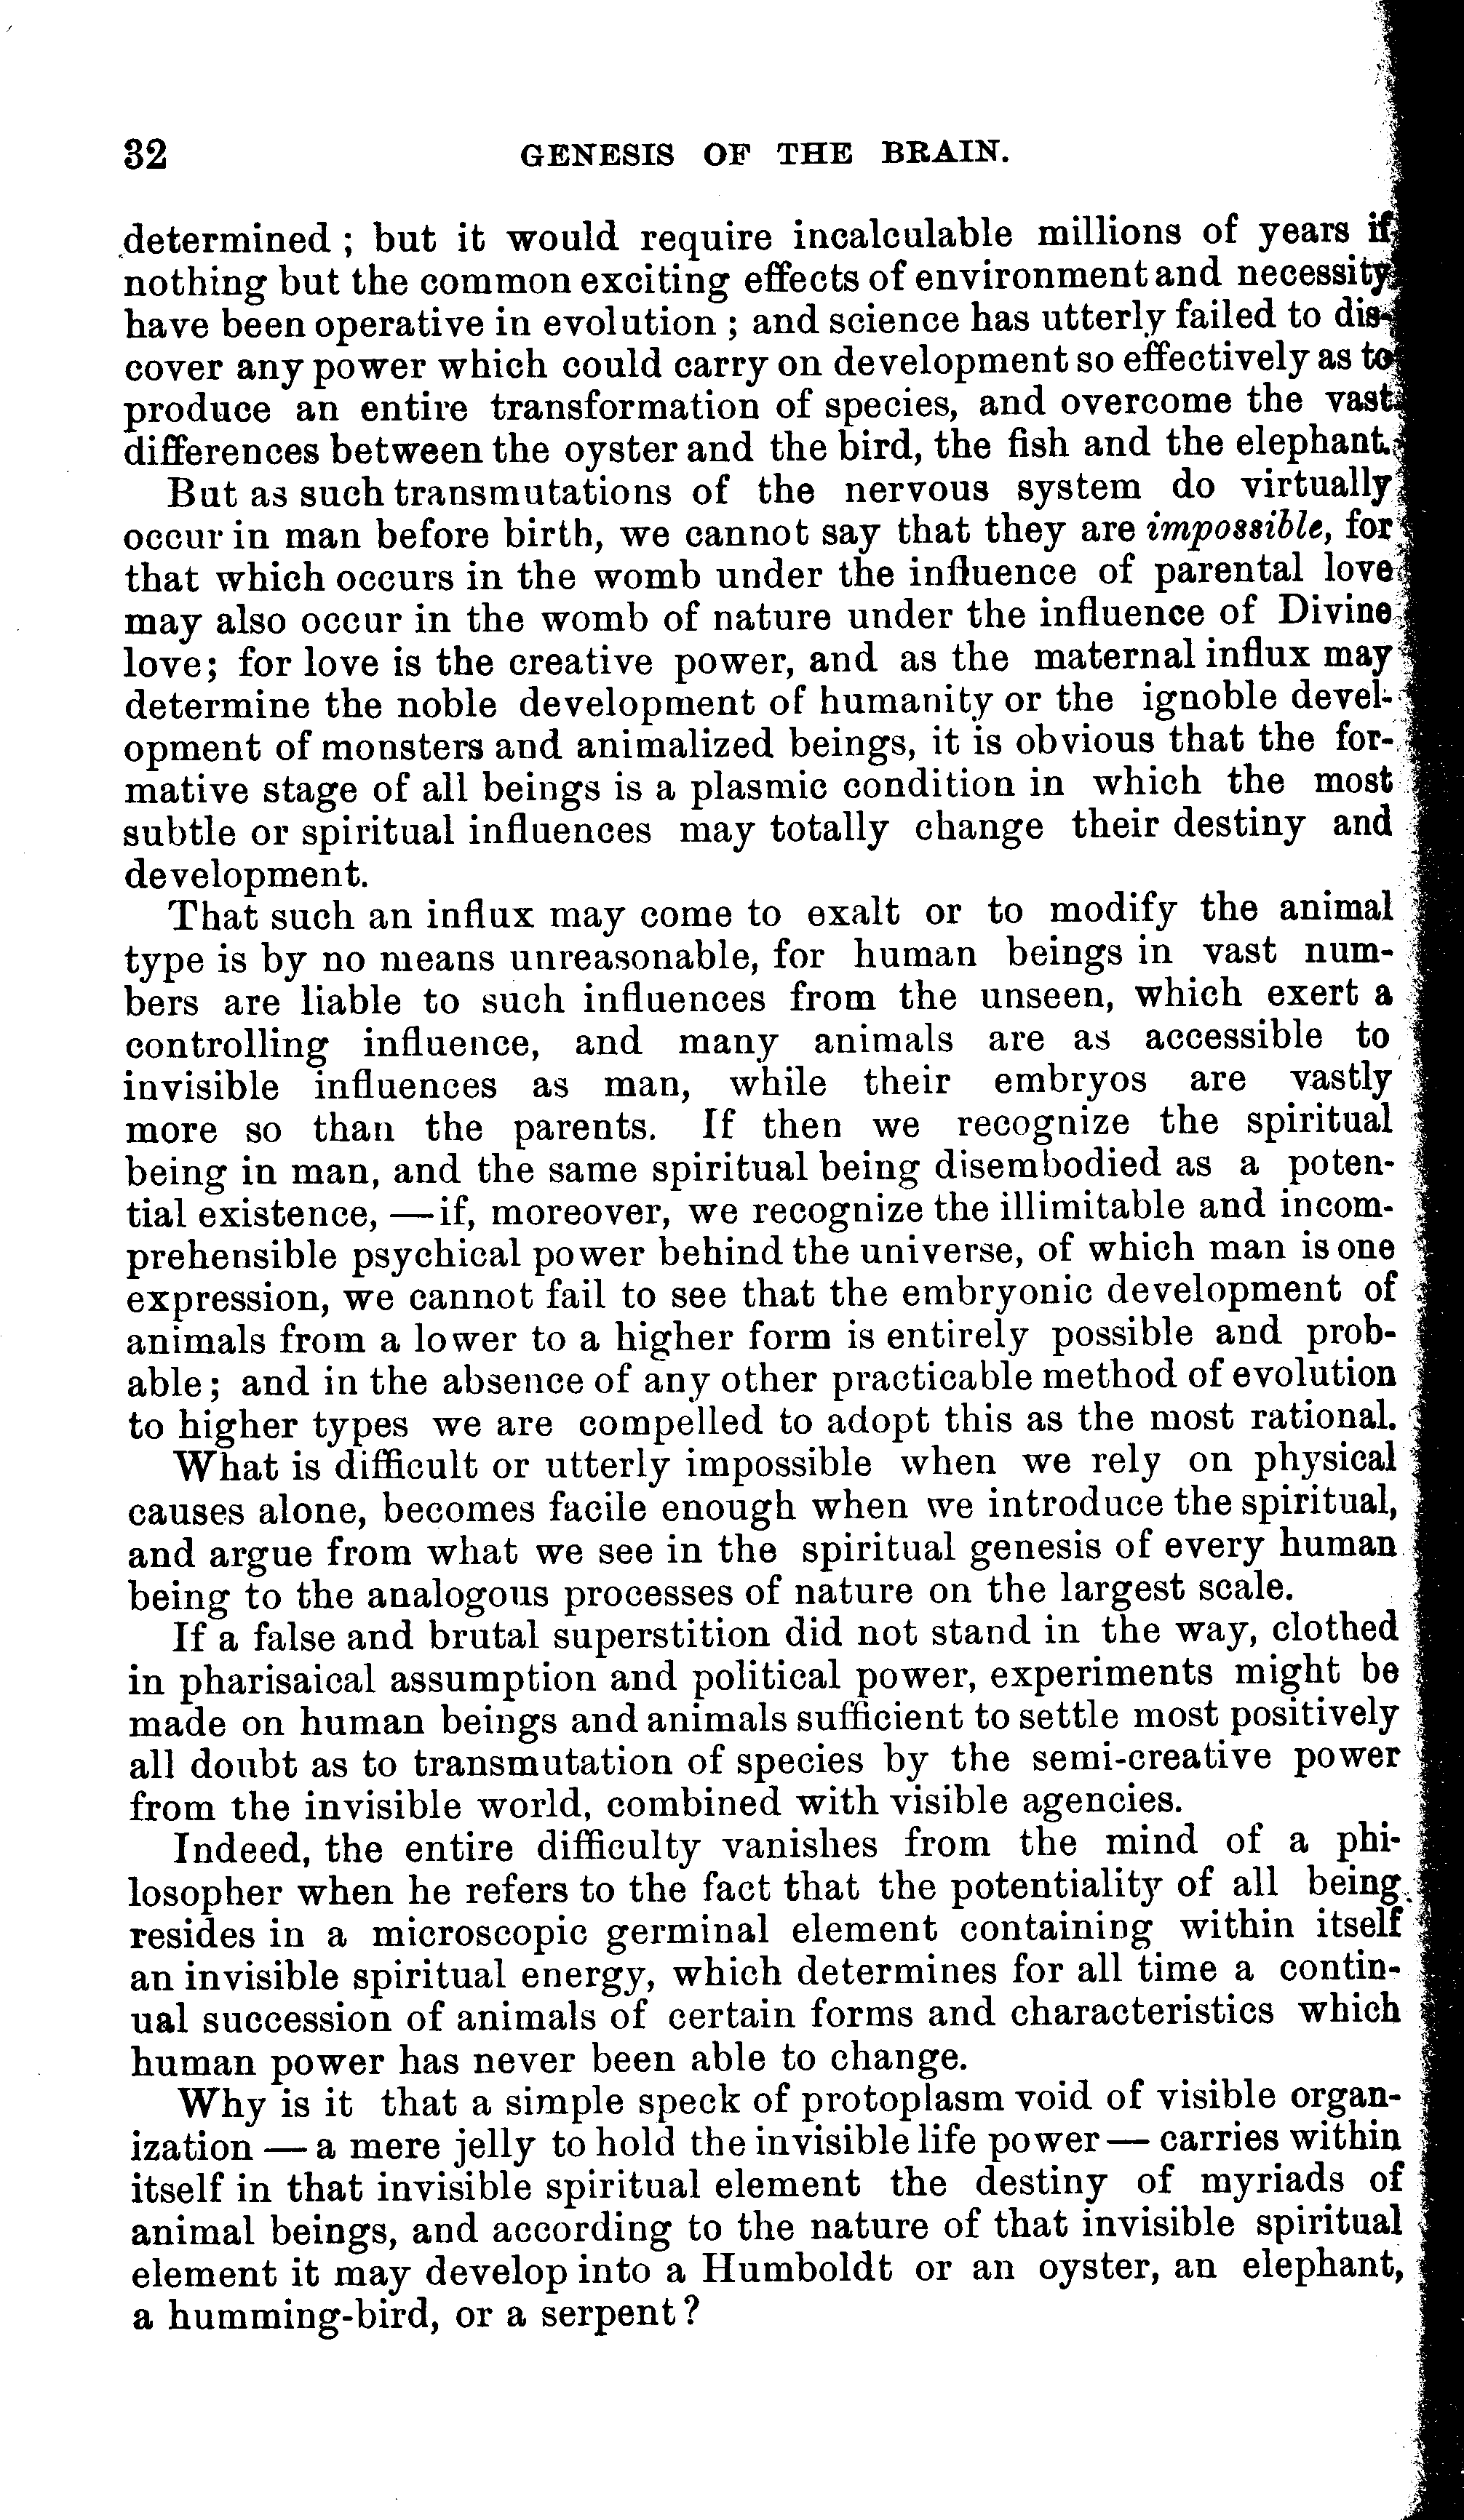 32 GENESIS OF THE BRAIN.
determined ; but it would require incalculable millions of years if
nothing but the common exciting effects of environment and necessity
have been operative in evolution ; and science has utterly failed to dis-
cover any power which could carry on development so effectively as to
produce an entire transformation of species, and overcome the vast
differences between the oyster and the bird, the fish and the elephant.
But as such transmutations of the nervous system do virtually
occur in man before birth, we cannot say that they are impossible, for
that which occurs in the womb under the influence of parental love
may also occur in the womb of nature under the influence of Divine
love; for love is the creative power, and as the maternal influx may
determine the noble development of humanity or the ignoble devel-
opment of monsters and animalized beings, it is obvious that the for-
mative stage of all beings is a plasmic condition in which the most
subtle or spiritual influences may totally change their destiny and
development.
That such an influx may come to exalt or to modify the animal
type is by no means unreasonable, for human beings in vast num-
bers are liable to such influences from the unseen, which exert a
controlling influence, and many animals are as accessible to
invisible influences as man, while their embryos are vastly
more so than the parents. If then we recognize the spiritual
being in man, and the same spiritual being disembodied as a poten-
tial existence, — if, moreover, we recognize the illimitable and incom-
prehensible psychical power behind the universe, of which man is one
expression, we cannot fail to see that the embryonic development of
animals from a lower to a higher form is entirely possible and prob-
able; and in the absence of any other practicable method of evolution
to higher types we are compelled to adopt this as the most rational.
What is difficult or utterly impossible when we rely on physical
causes alone, becomes facile enough when we introduce the spiritual,
and argue from what we see in the spiritual genesis of every human
being to the analogous processes of nature on the largest scale.
If a false and brutal superstition did not stand in the way, clothed
in pharisaical assumption and political power, experiments might be
made on human beings and animals sufficient to settle most positively
all doubt as to transmutation of species by the semi-creative power
from the invisible world, combined with visible agencies.
Indeed, the entire difficulty vanishes from the mind of a phi-
losopher when he refers to the fact that the potentiality of all being
resides in a microscopic germinal element containing within itself
an invisible spiritual energy, which determines for all time a contin-
ual succession of animals of certain forms and characteristics which
human power has never been able to change.
Why is it that a simple speck of protoplasm void of visible organ-
ization — a mere jelly to hold the invisible life power — carries within
itself in that invisible spiritual element the destiny of myriads of
animal beings, and according to the nature of that invisible spiritual
element it may develop into a Humboldt or an oyster, an elephant,
a humming-bird, or a serpent?